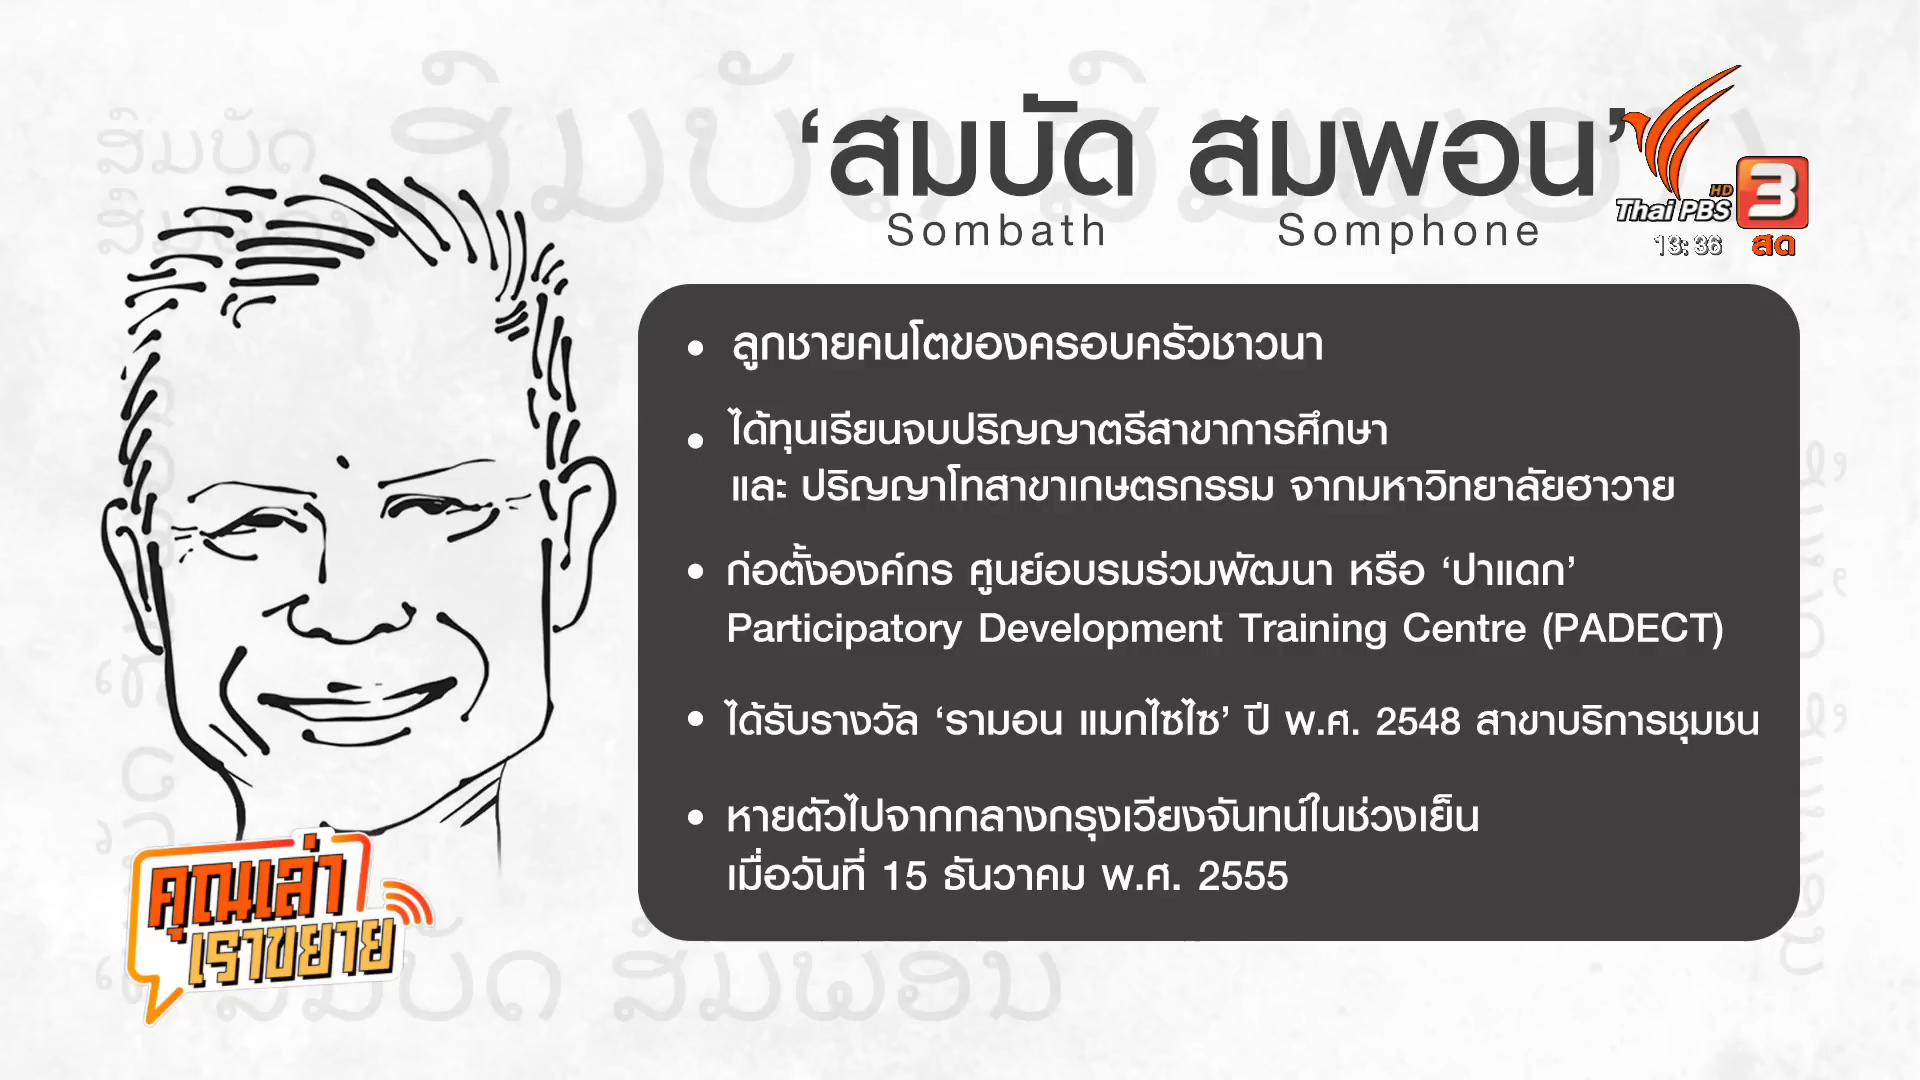 ‘สมบัด สมพอน’
Sombath Somphone
HD
Thai PBS 3
13:36 สด
• ลูกชายคนโตของครอบครัวชาวนา
• ได้ทุนเรียนจบปริญญาตรีสาขาการศึกษา
และ ปริญญาโทสาขาเกษตรกรรม จากมหาวิทยาลัยฮาวาย
• ก่อตั้งองค์กร ศูนย์อบรมร่วมพัฒนา หรือ ‘ปาแดก’
Participatory Development Training Centre (PADECT)
• ได้รับรางวัล ‘รามอน แมกไซไซ’ ปี พ.ศ. 2548 สาขาบริการชุมชน
• หายตัวไปจากกลางกรุงเวียงจันทน์ในช่วงเย็น
เมื่อวันที่ 15 ธันวาคม พ.ศ. 2555
คุณเล่า
เราขยาย